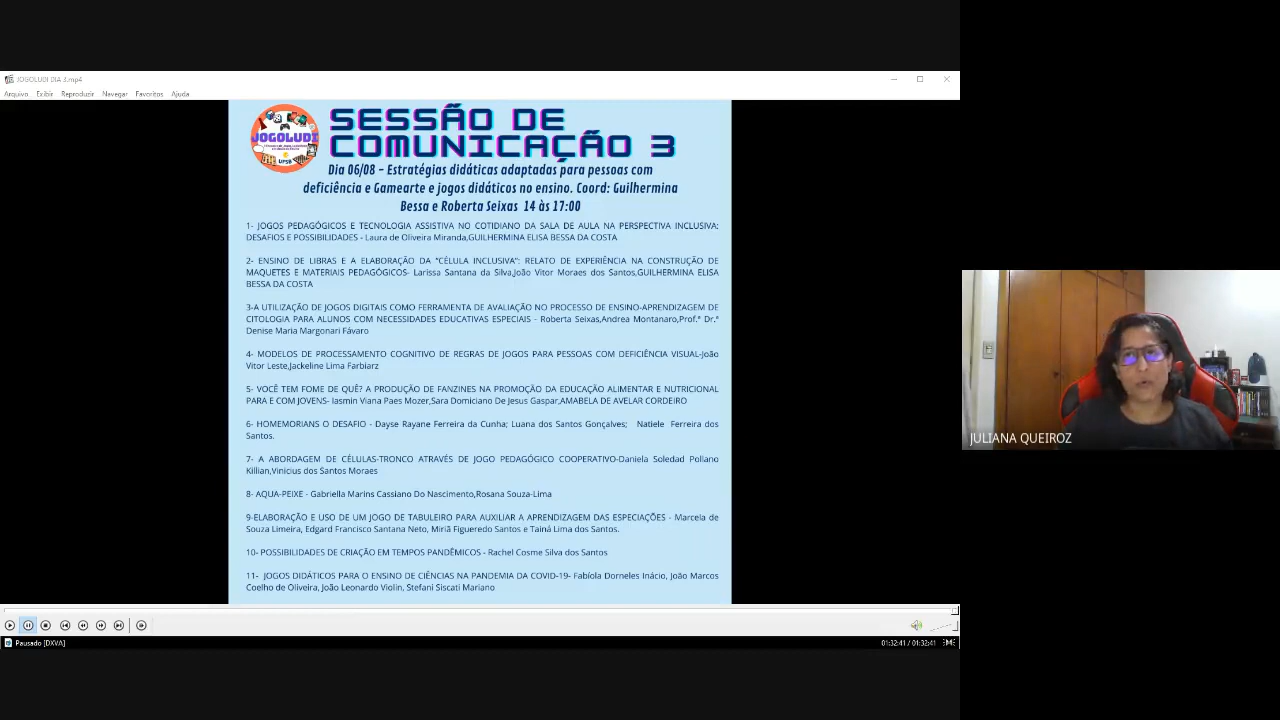 JOGOLUDI DIA 3.mp4
Arquivo Exibir Reproduzir Navegar Favoritos Ajuda
JOGOLUDI
UFSB
SESSÃO DE
COMUNICAÇÃO 3
Dia 06/08 - Estratégias didáticas adaptadas para pessoas com
deficiência e Gamearte e jogos didáticos no ensino. Coord: Guilhermina
Bessa e Roberta Seixas 14 às 17:00
1- JOGOS PEDAGÓGICOS E TECNOLOGIA ASSISTIVA NO COTIDIANO DA SALA DE AULA NA PERSPECTIVA INCLUSIVA:
DESAFIOS E POSSIBILIDADES - Laura de Oliveira Miranda,GUILHERMINA ELISA BESSA DA COSTA
2- ENSINO DE LIBRAS E A ELABORAÇÃO DA "CÉLULA INCLUSIVA": RELATO DE EXPERIÊNCIA NA CONSTRUÇÃO DE
MAQUETES E MATERIAIS PEDAGÓGICOS- Larissa Santana da Silva,João Vitor Moraes dos Santos,GUILHERMINA ELISA
BESSA DA COSTA
3-A UTILIZAÇÃO DE JOGOS DIGITAIS COMO FERRAMENTA DE AVALIAÇÃO NO PROCESSO DE ENSINO-APRENDIZAGEM DE
CITOLOGIA PARA ALUNOS COM NECESSIDADES EDUCATIVAS ESPECIAIS - Roberta Seixas,Andrea Montanaro,Prof.ª Dr.ª
Denise Maria Margonari Fávaro
4- MODELOS DE PROCESSAMENTO COGNITIVO DE REGRAS DE JOGOS PARA PESSOAS COM DEFICIÊNCIA VISUAL-João
Vitor Leste,Jackeline Lima Farbiarz
5- VOCÊ TEM FOME DE QUÊ? A PRODUÇÃO DE FANZINES NA PROMOÇÃO DA EDUCAÇÃO ALIMENTAR E NUTRICIONAL
PARA E COM JOVENS- Iasmin Viana Paes Mozer,Sara Domiciano De Jesus Gaspar,AMABELA DE AVELAR CORDEIRO
6- HOMEMORIANS O DESAFIO - Dayse Rayane Ferreira da Cunha; Luana dos Santos Gonçalves; Natiele Ferreira dos
Santos.
7- A ABORDAGEM DE CÉLULAS-TRONCO ATRAVÉS DE JOGO PEDAGÓGICO COOPERATIVO-Daniela Soledad Pollano
Killian,Vinicius dos Santos Moraes
8- AQUA-PEIXE - Gabriella Marins Cassiano Do Nascimento,Rosana Souza-Lima
9-ELABORAÇÃO E USO DE UM JOGO DE TABULEIRO PARA AUXILIAR A APRENDIZAGEM DAS ESPECIAÇÕES - Marcela de
Souza Limeira, Edgard Francisco Santana Neto, Miriã Figueredo Santos e Tainá Lima dos Santos.
10- POSSIBILIDADES DE CRIAÇÃO EM TEMPOS PANDÊMICOS - Rachel Cosme Silva dos Santos
11- JOGOS DIDÁTICOS PARA O ENSINO DE CIÊNCIAS NA PANDEMIA DA COVID-19- Fabíola Dorneles Inácio, João Marcos
Coelho de Oliveira, João Leonardo Violin, Stefani Siscati Mariano
Pausado [DXVA]
01:32:41 / 01:32:41
JULIANA QUEIROZ